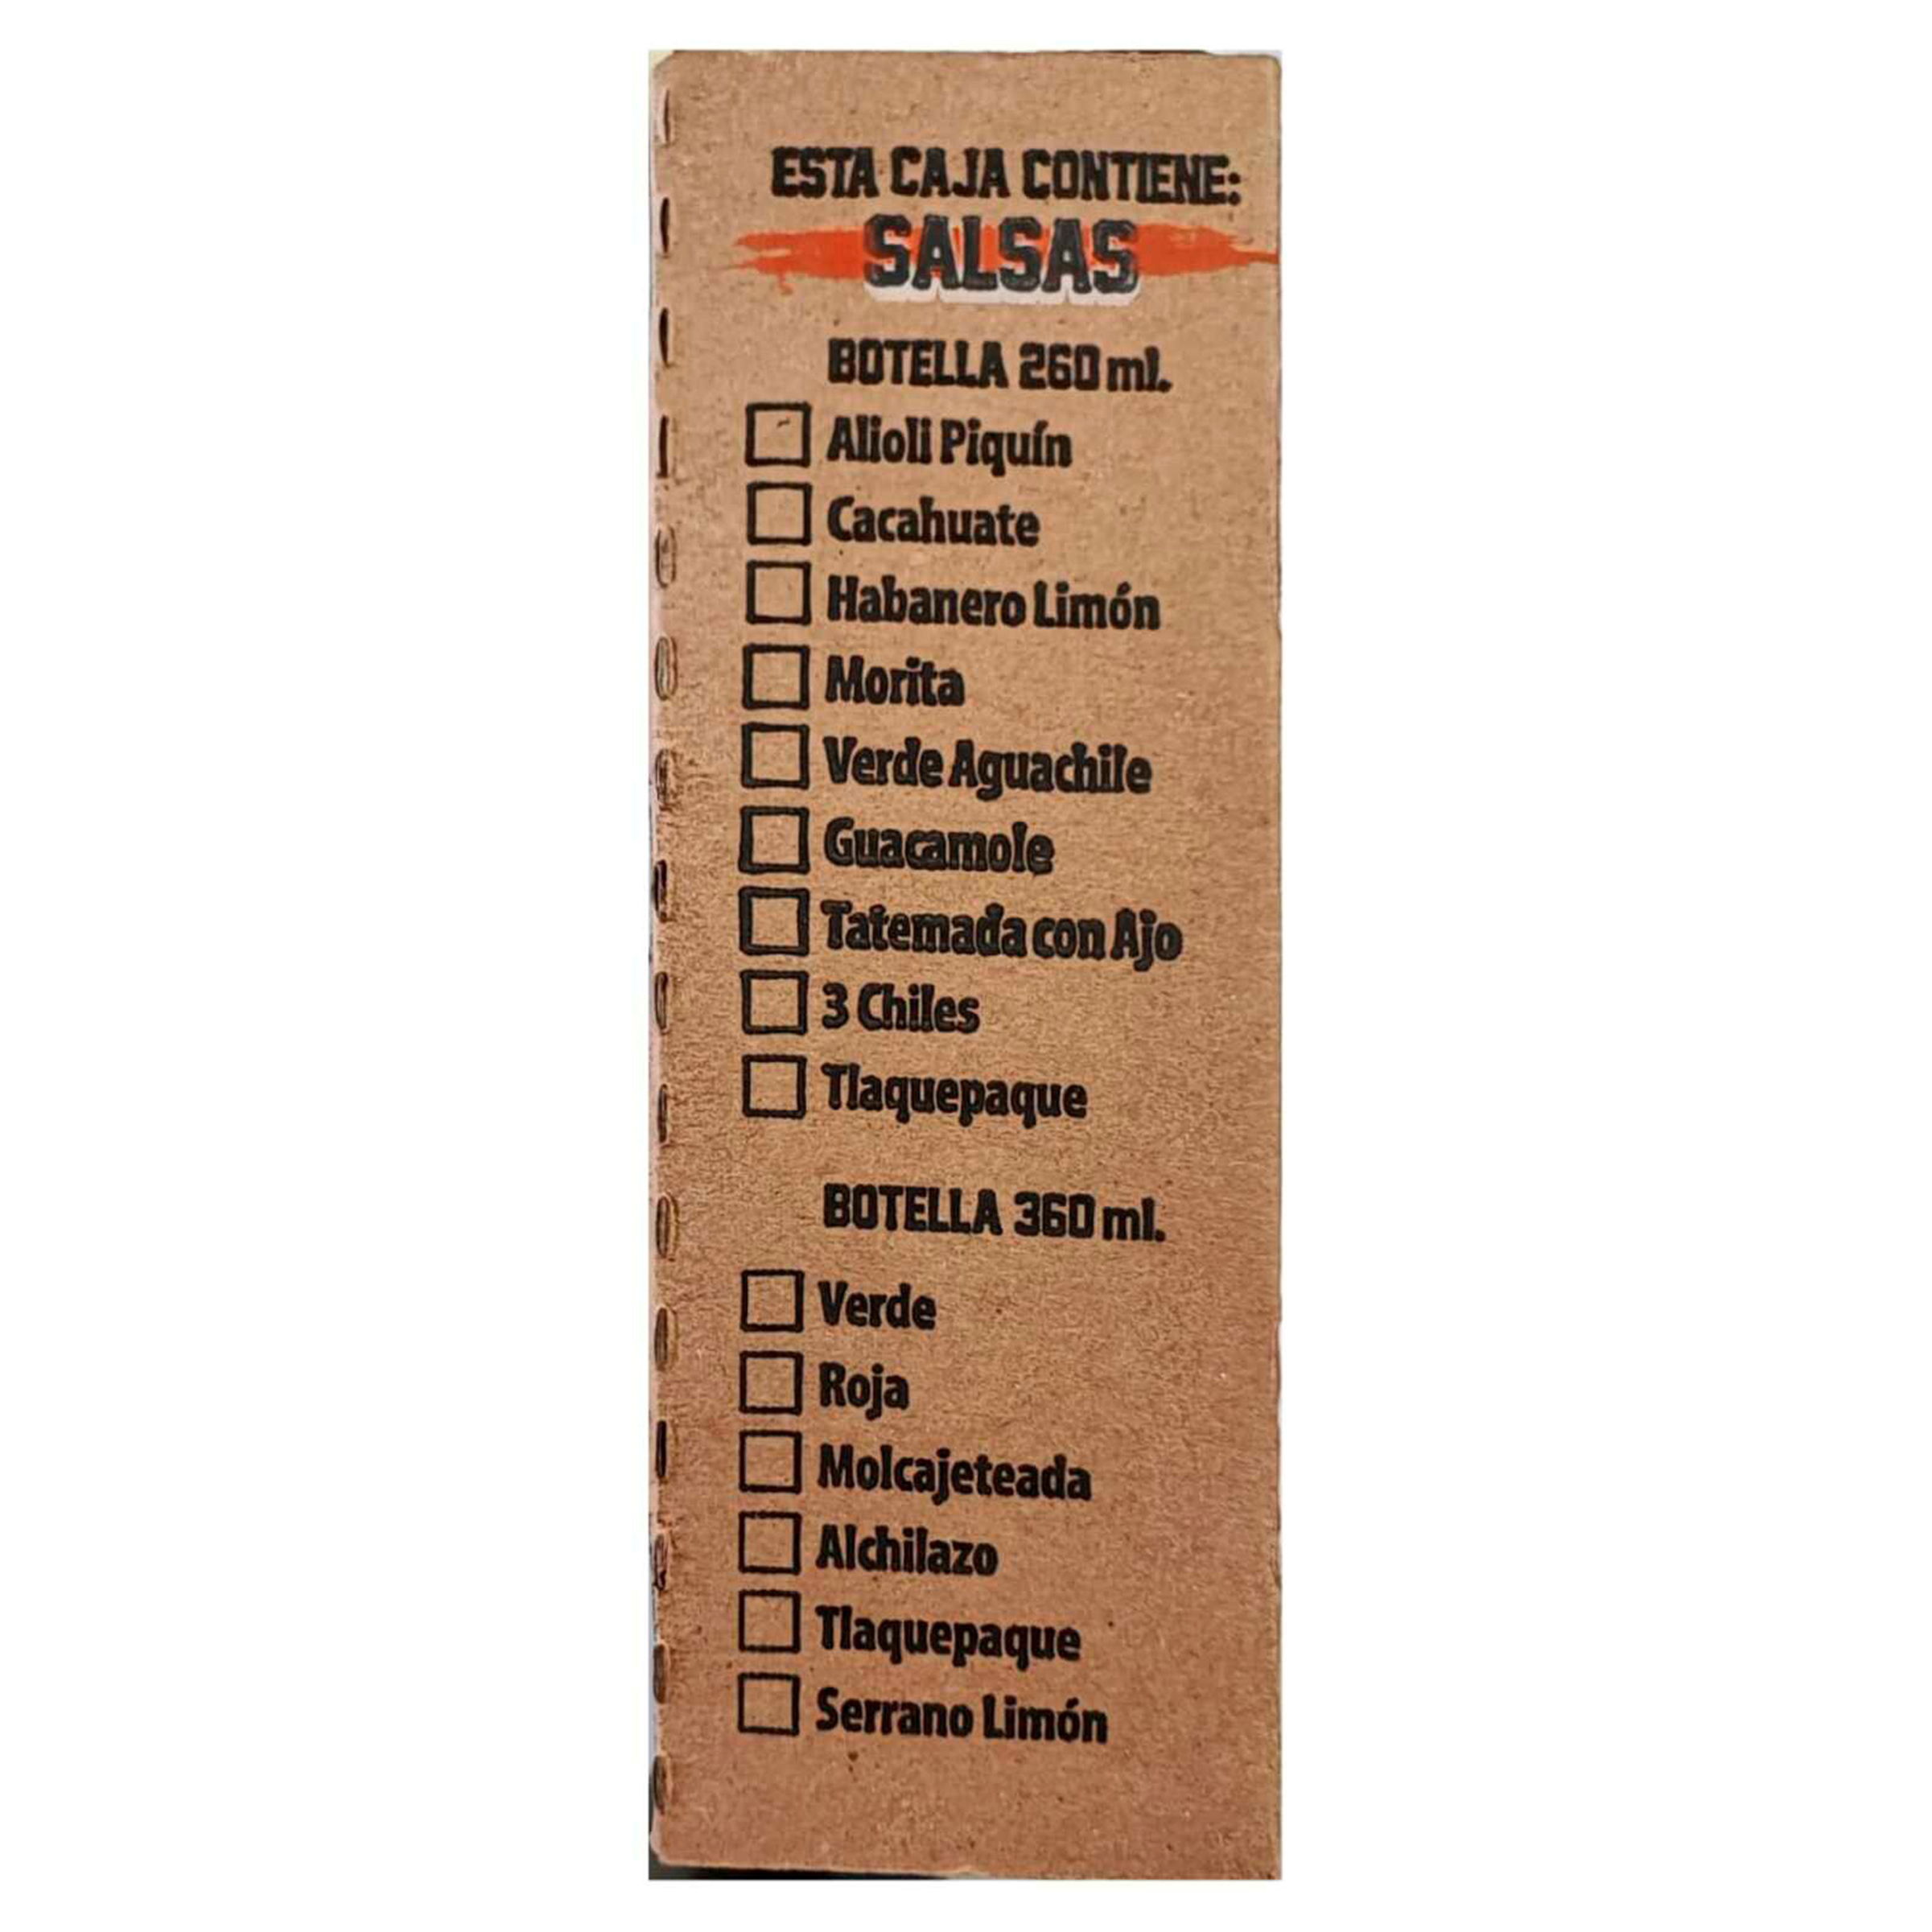 ESTA CAJA CONTIENE:
SALSAS
BOTELLA 260 ml.
Alioli Piquín
Cacahuate
Habanero Limón
Morita
Verde Aguachile
Guacamole
Tatemada con Ajo
3 Chiles
Tlaquepaque
BOTELLA 360 ml.
Verde
Roja
Molcajeteada
Alchilazo
Tlaquepaque
Serrano Limón